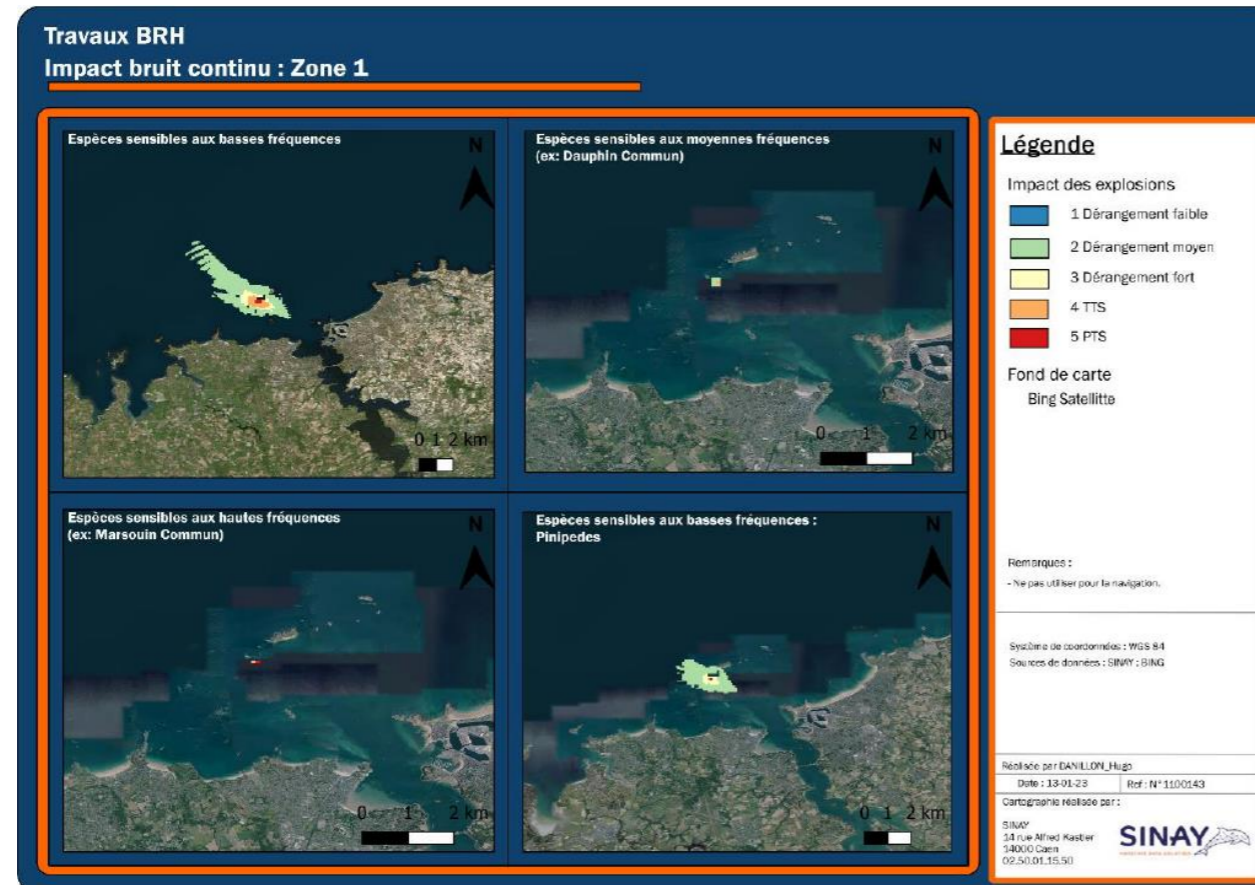 Travaux BRH
Impact bruit continu : Zone 1
Espèces sensibles aux basses fréquences
N
0 1 2 km
Espèces sensibles aux moyennes fréquences
(ex: Dauphin Commun)
N
0 1 2 km
Espèces sensibles aux hautes fréquences
(ex: Marsouin Commun)
N
0 1 2 km
Espèces sensibles aux basses fréquences :
Pinipedes
N
0 1 2 km
Légende
Impact des explosions
1 Dérangement faible
2 Dérangement moyen
3 Dérangement fort
4 TTS
5 PTS
Fond de carte
Bing Satellitte
Remarques :
- Ne pas utiliser pour la navigation.
Système de coordonnées : WGS 84
Sources de données : SINAY ; BING
Réalisée par DANILLON_Hugo
Date : 13-01-23
Ref : N°1100143
Cartographie réalisée par :
SINAY
14 rue Alfred Kastler
14000 Caen
02.50.01.15.50
SINAY